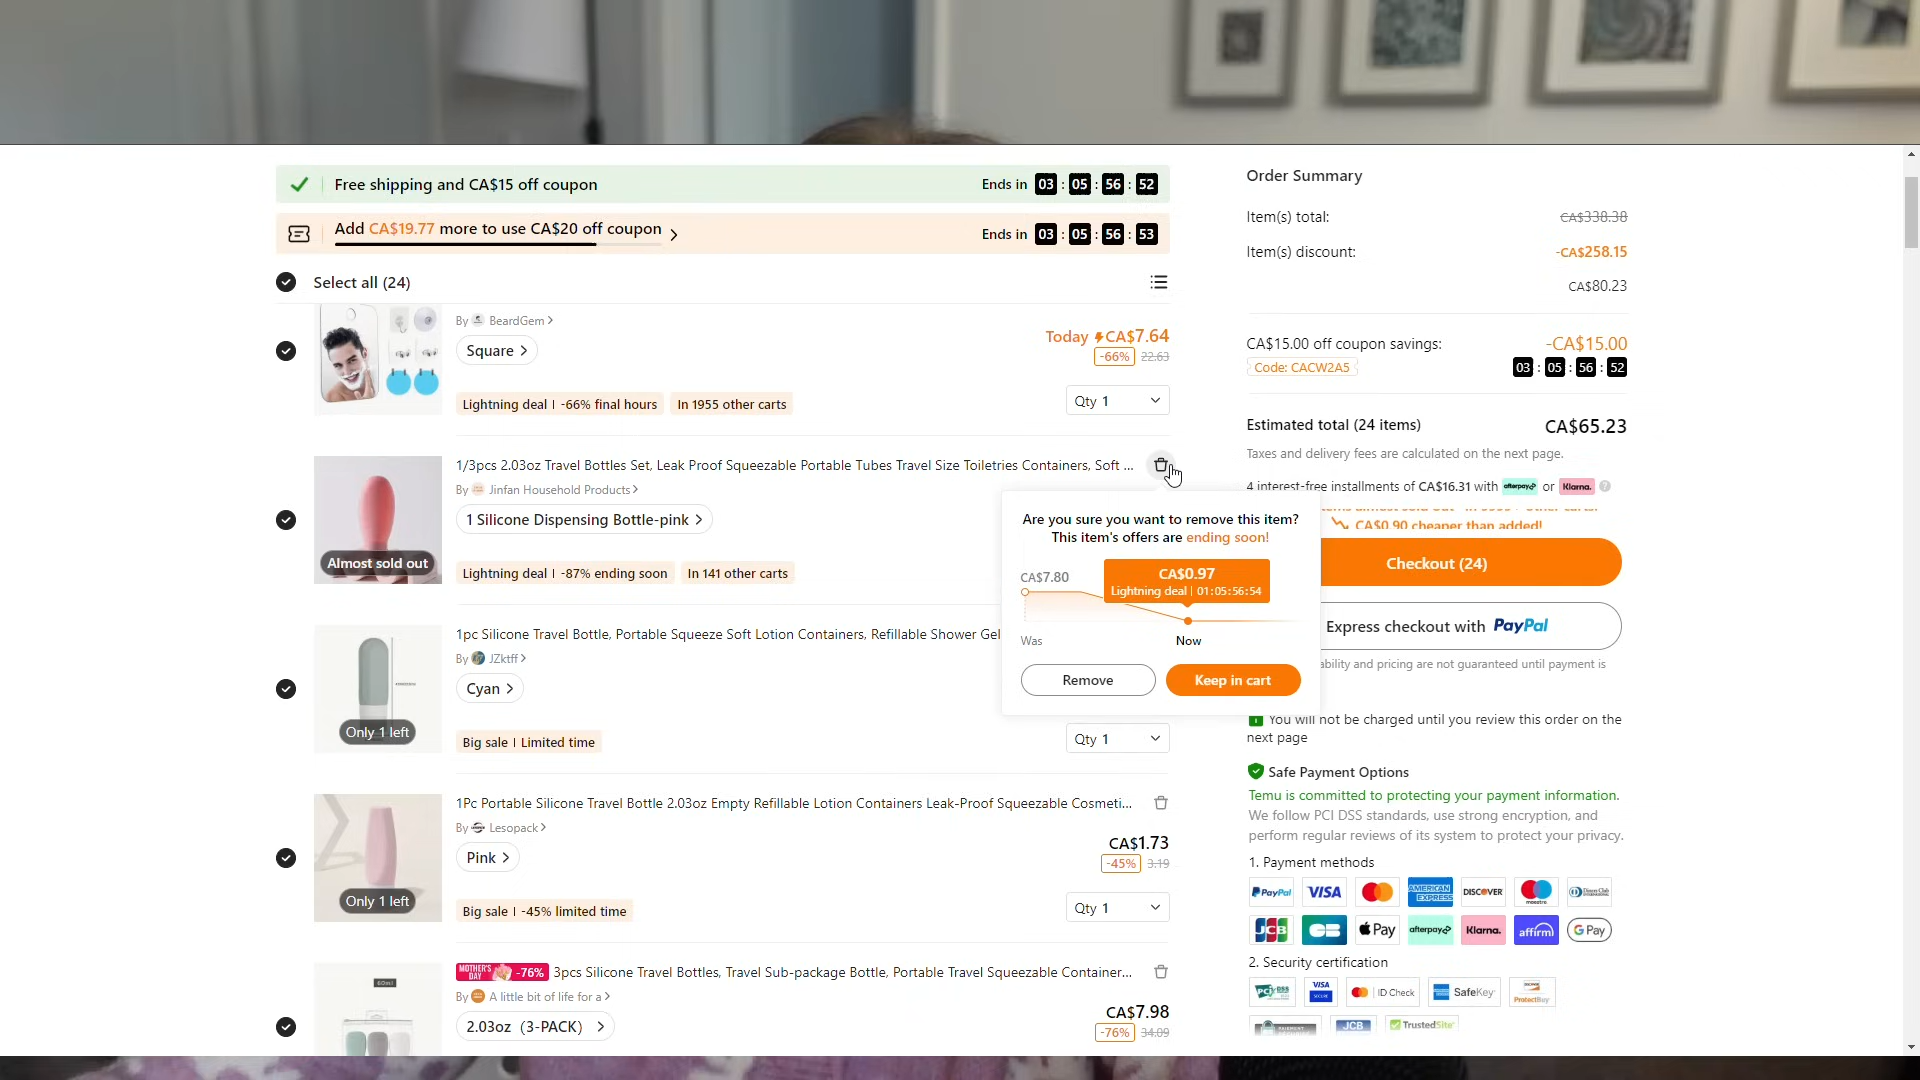 Free shipping and CA$15 off coupon
Ends in 03 : 05 : 56 : 52
Add CA$19.77 more to use CA$20 off coupon >
Ends in 03 : 05 : 56 : 53
Select all (24)
By BeardGem >
Square >
Today CA$7.64
-66% 22.63
Lightning deal | -66% final hours
In 1955 other carts
Qty 1
1/3pcs 2.03oz Travel Bottles Set, Leak Proof Squeezable Portable Tubes Travel Size Toiletries Containers, Soft ...
By Jinfan Household Products >
1 Silicone Dispensing Bottle-pink >
Almost sold out
Lightning deal | -87% ending soon
In 141 other carts
Are you sure you want to remove this item?
This item's offers are ending soon!
CA$7.80
CA$0.97
Lightning deal | 01:05:56:54
Was
Now
Remove
Keep in cart
1pc Silicone Travel Bottle, Portable Squeeze Soft Lotion Containers, Refillable Shower Gel
By JZktff >
Cyan >
Only 1 left
Big sale | Limited time
Qty 1
1Pc Portable Silicone Travel Bottle 2.03oz Empty Refillable Lotion Containers Leak-Proof Squeezable Cosmeti...
By Lesopack >
Pink >
CA$1.73
-45% 3.19
Only 1 left
Big sale | -45% limited time
Qty 1
MOTHER'S DAY -76% 3pcs Silicone Travel Bottles, Travel Sub-package Bottle, Portable Travel Squeezable Container...
By A little bit of life for a >
60ml
2.03oz (3-PACK) >
CA$7.98
-76% 34.09
Order Summary
Item(s) total: CA$338.38
Item(s) discount: -CA$258.15
CA$80.23
CA$15.00 off coupon savings: -CA$15.00
Code: CACW2A5
03 : 05 : 56 : 52
Estimated total (24 items) CA$65.23
Taxes and delivery fees are calculated on the next page.
4 interest-free installments of CA$16.31 with afterpay or Klarna. ?
CA$0.90 cheaper than added!
Checkout (24)
Express checkout with PayPal
ability and pricing are not guaranteed until payment is
You will not be charged until you review this order on the
next page
Safe Payment Options
Temu is committed to protecting your payment information.
We follow PCI DSS standards, use strong encryption, and
perform regular reviews of its system to protect your privacy.
1. Payment methods
PayPal VISA AMERICAN EXPRESS DISCOVER maestro Diners Club INTERNATIONAL
JCB CB Pay afterpay Klarna. affirm G Pay
2. Security certification
PCI DSS VISA SECURE ID Check SafeKey ProtectBuy
JCB TrustedSite